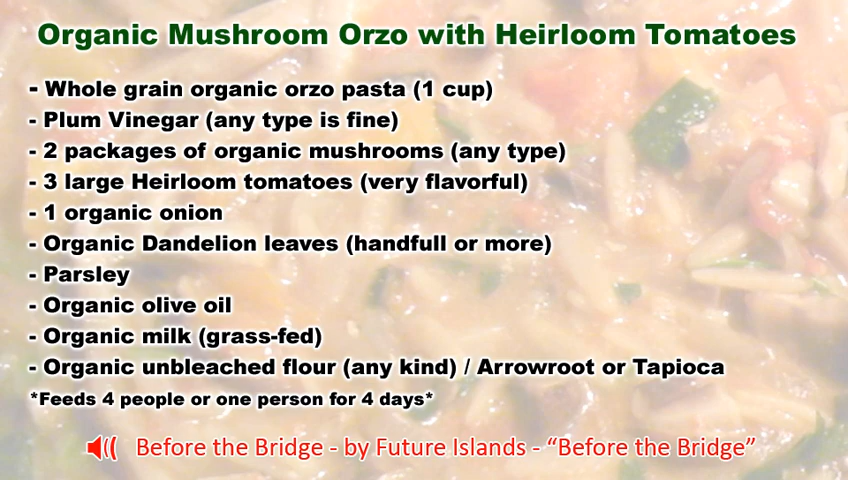 Organic Mushroom Orzo with Heirloom Tomatoes
- Whole grain organic orzo pasta (1 cup)
- Plum Vinegar (any type is fine)
- 2 packages of organic mushrooms (any type)
- 3 large Heirloom tomatoes (very flavorful)
- 1 organic onion
- Organic Dandelion leaves (handfull or more)
- Parsley
- Organic olive oil
- Organic milk (grass-fed)
- Organic unbleached flour (any kind) / Arrowroot or Tapioca
*Feeds 4 people or one person for 4 days*
Before the Bridge - by Future Islands - “Before the Bridge”